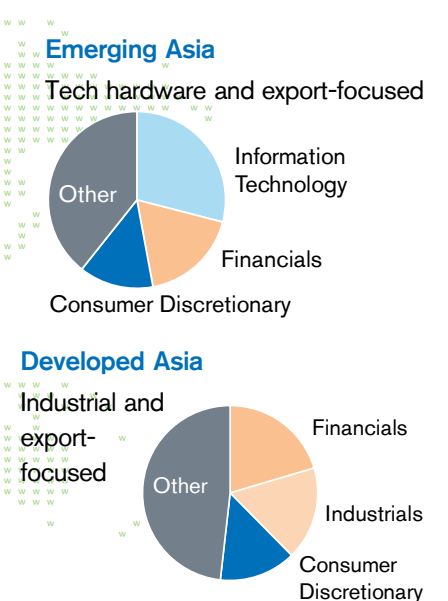 Emerging Asia
Tech hardware and export-focused
Information
Technology
Other
Financials
Consumer Discretionary
Developed Asia
Industrial and
export-
focused
Financials
Other
Industrials
Consumer
Discretionary